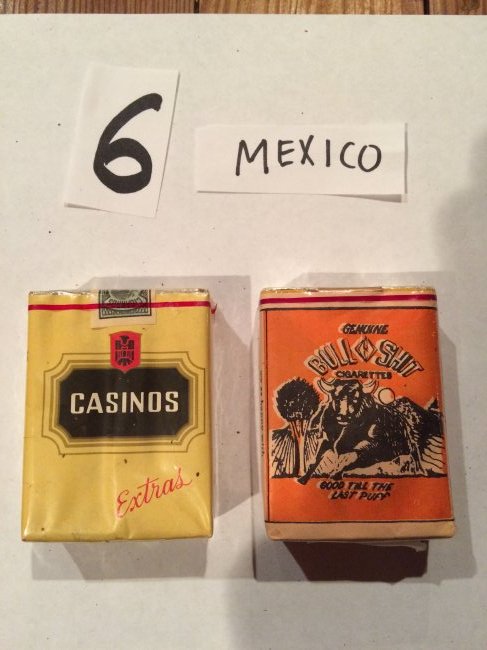 6
MEXICO
CASINOS
Extras
GENUINE
BULL SHIT
CIGARETTES
GOOD TILL THE
LAST PUFF